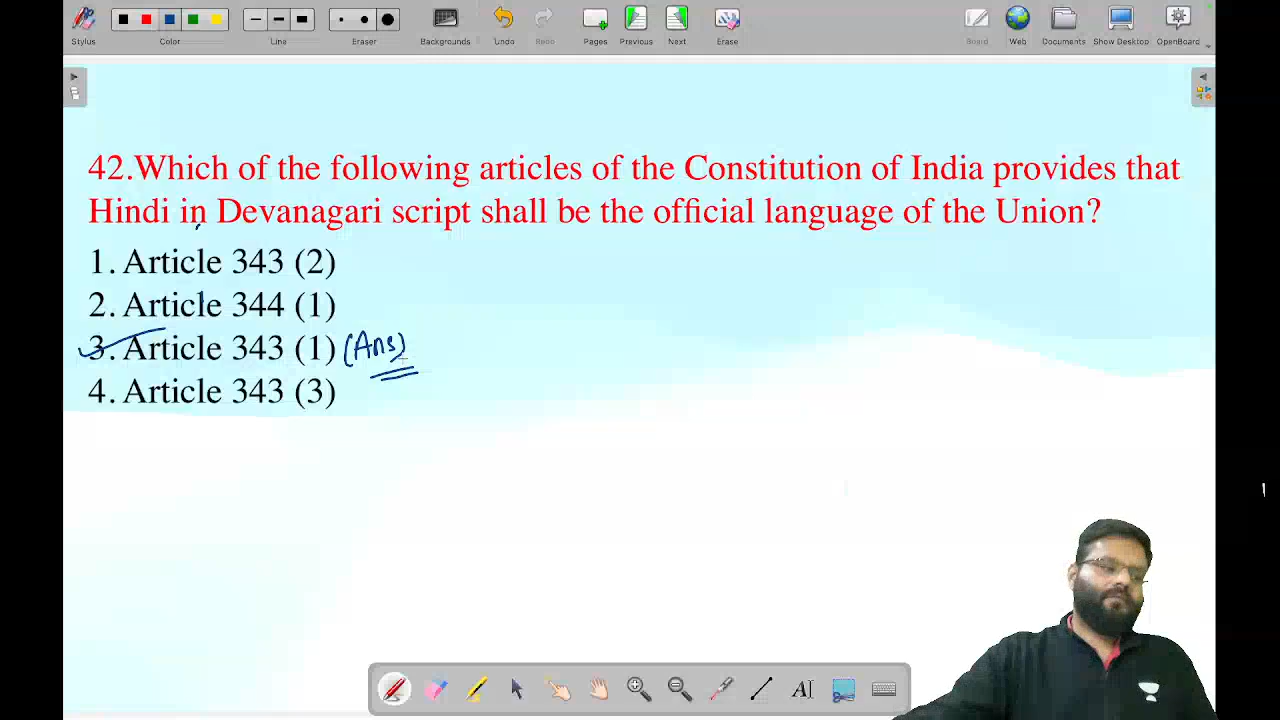 Stylus
Color
Line
Eraser
Backgrounds
Undo
Redo
Pages
Previous
Next
Erase
Board
Web
Documents
Show Desktop
OpenBoard
42.Which of the following articles of the Constitution of India provides that
Hindi in Devanagari script shall be the official language of the Union?
1. Article 343 (2)
2. Article 344 (1)
3. Article 343 (1) (Ans)
4. Article 343 (3)